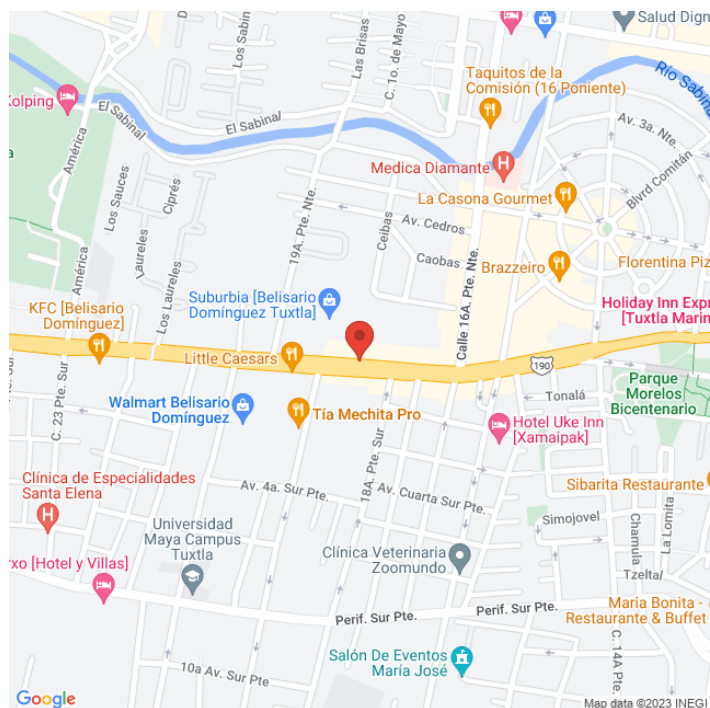 Salud Dign
Taquitos de la
Comisión (16 Poniente)
Río Sabina
Los Sabinal
Las Brisas
C. 1o. de Mayo
Kolping
El Sabinal
El Sabinal
América
Medica Diamante
Av. 3a. Nte.
Blvrd Comitán
La Casona Gourmet
Los Sauces
Ciprés
Av. Cedros
Ceibas
19A. Pte. Nte.
Laureles
Caobas
Calle 16A. Pte. Nte.
Brazzeiro
Florentina Piz
América
Los Laureles
Suburbia [Belisario
Domínguez Tuxtla]
KFC [Belisario
Domínguez]
Holiday Inn Expr
[Tuxtla Marin
Little Caesars
190
Sur
C. 23 Pte. Sur
Walmart Belisario
Domínguez
Tía Mechita Pro
Tonalá
Parque
Morelos
Bicentenario
Hotel Uke Inn
[Xamaipak]
18A. Pte. Sur
Clínica de Especialidades
Santa Elena
Av. 4a. Sur Pte.
Av. Cuarta Sur Pte.
Sibarita Restaurante
Simojovel
Chamula
La Lomita
Universidad
Maya Campus
Tuxtla
Clínica Veterinaria
Zoomundo
rxo [Hotel y Villas]
Tzeltal
Perif. Sur Pte.
Perif. Sur Pte.
Maria Bonita -
Restaurante & Buffet
C. 14A Pte.
10a Av. Sur Pte.
Salón De Eventos
María José
Google
Map data ©2023 INEGI